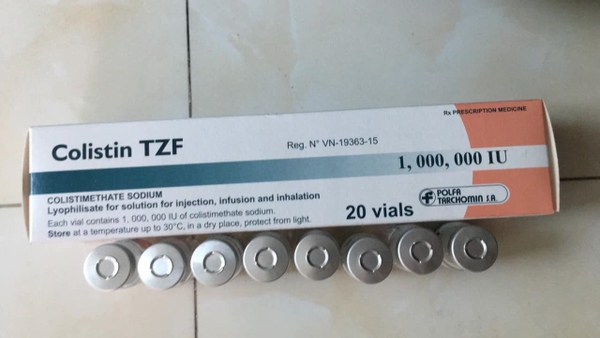 Rx PRESCRIPTION MEDICINE
Colistin TZF
Reg. N° VN-19363-15
1, 000, 000 IU
COLISTIMETHATE SODIUM
Lyophilisate for solution for injection, infusion and inhalation
Each vial contains 1, 000, 000 IU of colistimethate sodium.
Store at a temperature up to 30°C, in a dry place, protect from light.
20 vials
POLFA
TARCHOMIN S.A.